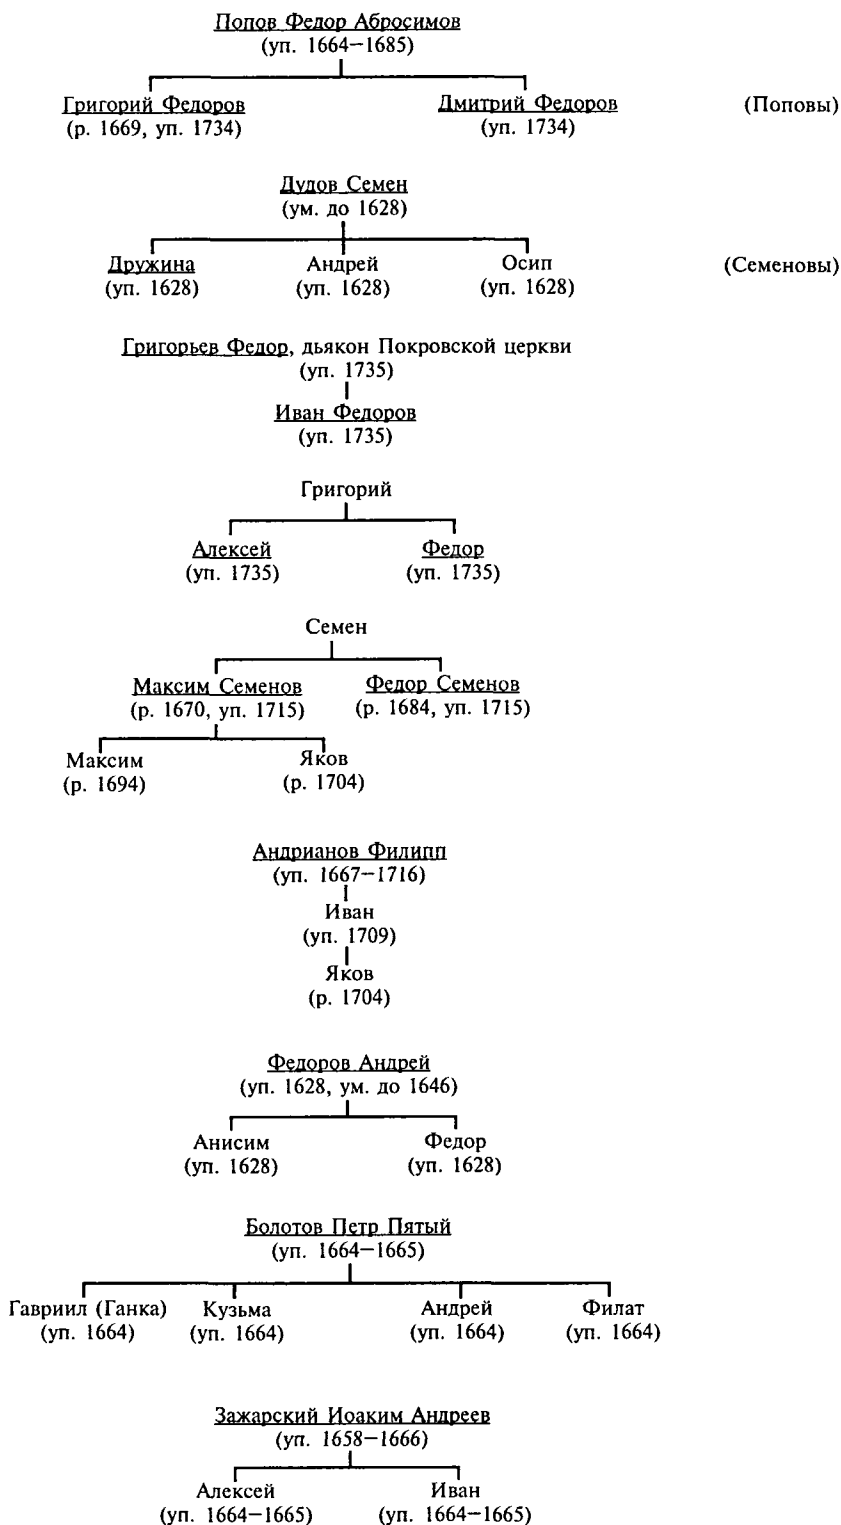 Попов Федор Абросимов
(уп. 1664—1685)
Григорий Федоров Дмитрий Федоров (Поповы)
(р. 1669, уп. 1734) (уп. 1734)
Дудов Семен
(ум. до 1628)
Дружина Андрей Осип (Семеновы)
(уп. 1628) (уп. 1628) (уп. 1628)
Григорьев Федор, дьякон Покровской церкви
(уп. 1735)
Иван Федоров
(уп. 1735)
Григорий
Алексей Федор
(уп. 1735) (уп. 1735)
Семен
Максим Семенов Федор Семенов
(р. 1670, уп. 1715) (р. 1684, уп. 1715)
Максим Яков
(р. 1694) (р. 1704)
Андрианов Филипп
(уп. 1667—1716)
Иван
(уп. 1709)
Яков
(р. 1704)
Федоров Андрей
(уп. 1628, ум. до 1646)
Анисим Федор
(уп. 1628) (уп. 1628)
Болотов Петр Пятый
(уп. 1664—1665)
Гавриил (Ганка) Кузьма Андрей Филат
(уп. 1664) (уп. 1664) (уп. 1664) (уп. 1664)
Зажарский Иоаким Андреев
(уп. 1658—1666)
Алексей Иван
(уп. 1664—1665) (уп. 1664—1665)